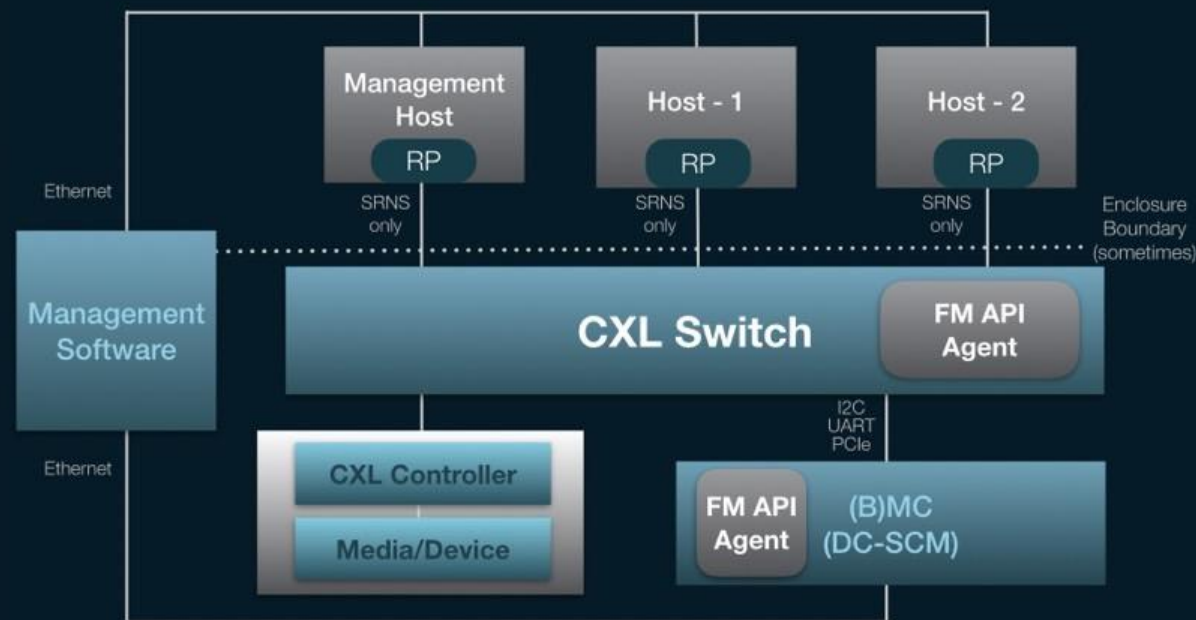 Management
Host
RP
Host - 1
RP
Host - 2
RP
Ethernet
SRNS
only
SRNS
only
SRNS
only
Enclosure
Boundary
(sometimes)
Management
Software
CXL Switch
FM API
Agent
Ethernet
I2C
UART
PCIe
CXL Controller
Media/Device
FM API
Agent
(B)MC
(DC-SCM)